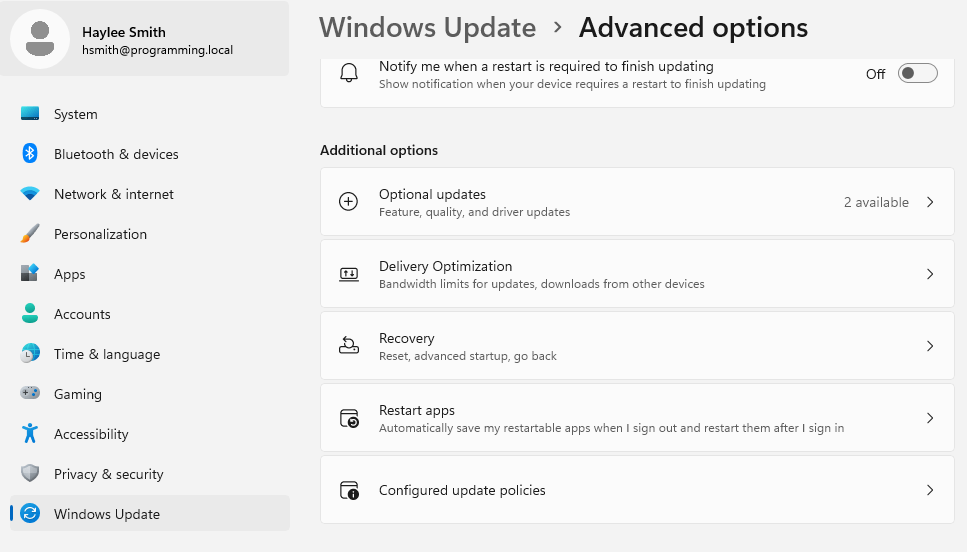 Haylee Smith
hsmith@programming.local
System
Bluetooth & devices
Network & internet
Personalization
Apps
Accounts
Time & language
Gaming
Accessibility
Privacy & security
Windows Update
Windows Update > Advanced options
Notify me when a restart is required to finish updating
Show notification when your device requires a restart to finish updating
Off
Additional options
Optional updates
Feature, quality, and driver updates
2 available
Delivery Optimization
Bandwidth limits for updates, downloads from other devices
Recovery
Reset, advanced startup, go back
Restart apps
Automatically save my restartable apps when I sign out and restart them after I sign in
Configured update policies